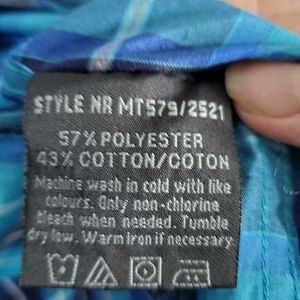 STYLE NR MT579/2521
57% POLYESTER
43% COTTON/COTON
Machine wash in cold with like
colours. Only non-chlorine
bleach when needed. Tumble
dry low. Warm iron if necessary.